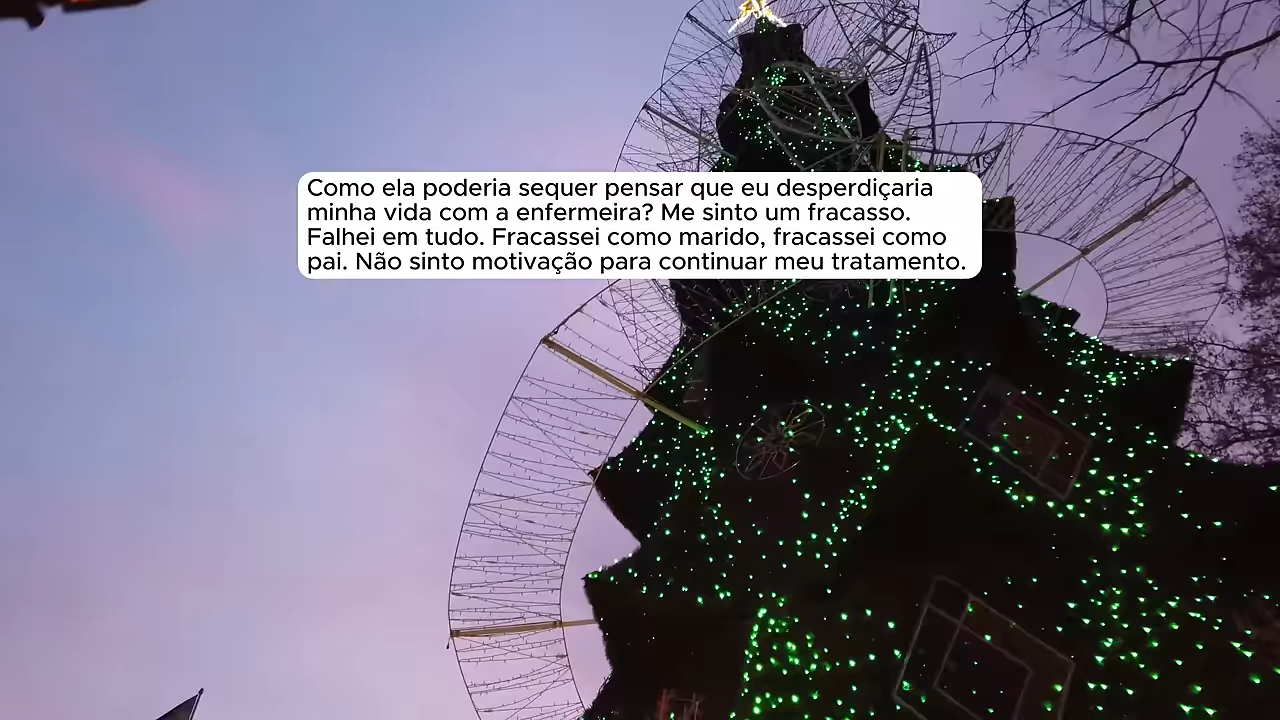 Como ela poderia sequer pensar que eu desperdiçaria
minha vida com a enfermeira? Me sinto um fracasso.
Falhei em tudo. Fracassei como marido, fracassei como
pai. Não sinto motivação para continuar meu tratamento.